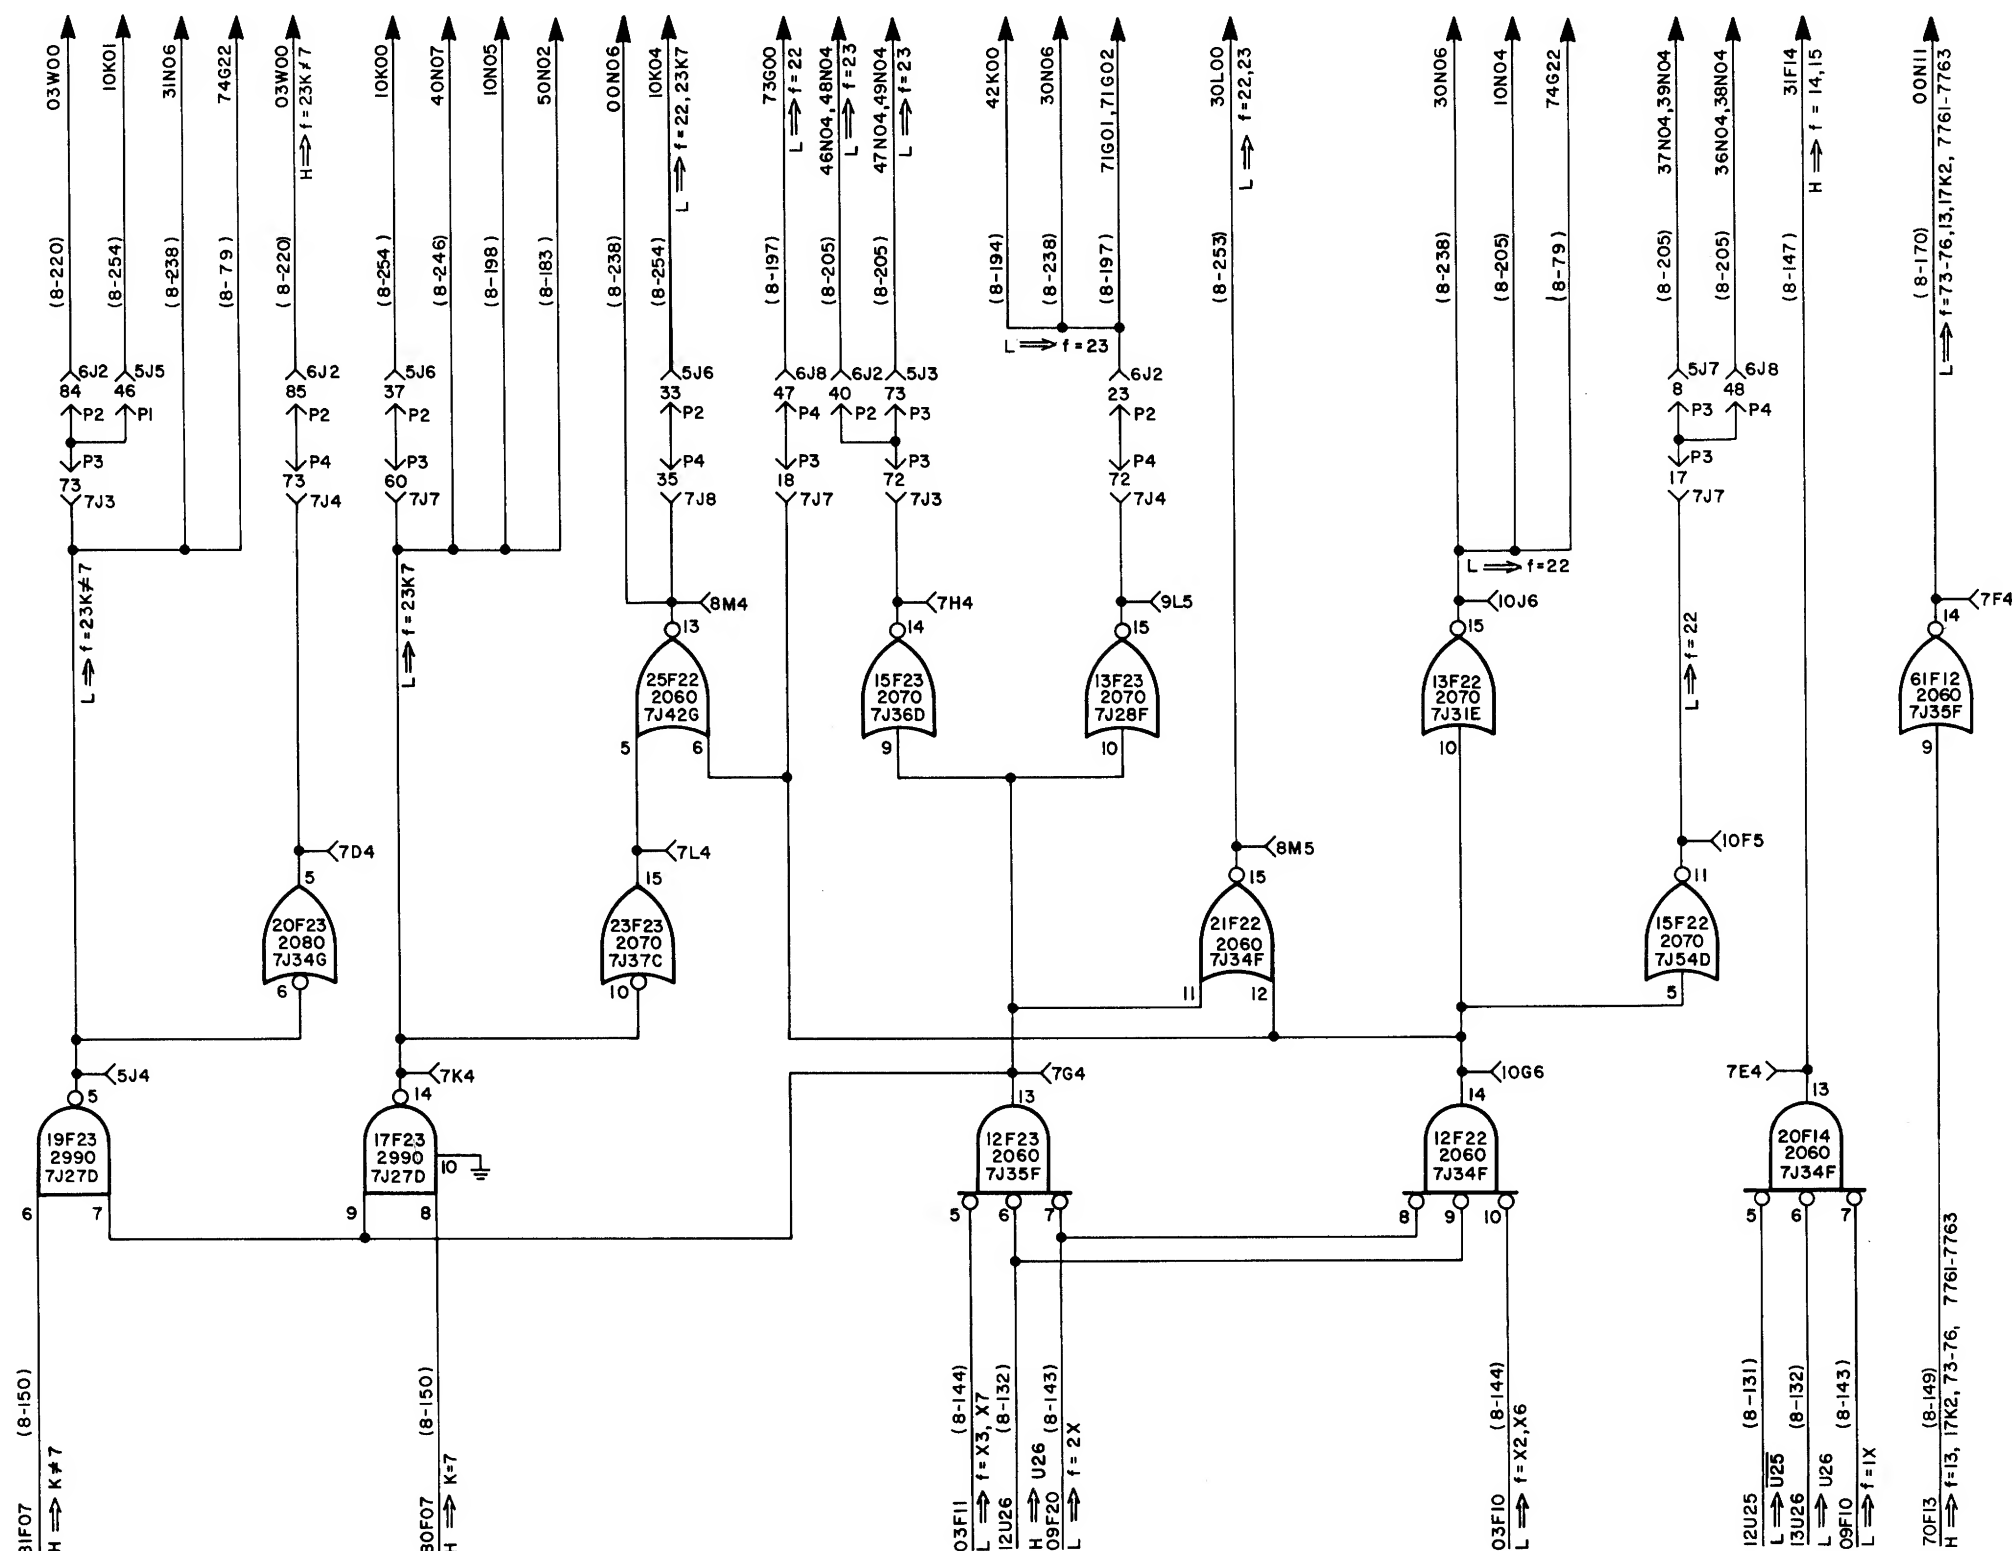 03W00
10K01
31N06
74G22
03W00
H ⟹ f=23K≠7
10K00
40N07
10N05
50N02
00N06
10K04
L ⟹ f=22,23K7
73G00
L ⟹ f=22
46N04,48N04
L ⟹ f=23
47N04,49N04
L ⟹ f=23
42K00
30N06
71G01,71G02
30L00
L ⟹ f=22,23
30N06
10N04
74G22
37N04,39N04
36N04,38N04
31F14
H ⟹ f=14,15
00N11
L ⟹ f=73-76,13,17K2, 7761-7763
(8-220)
(8-254)
(8-238)
(8-79)
(8-220)
(8-254)
(8-246)
(8-198)
(8-183)
(8-238)
(8-254)
(8-197)
(8-205)
(8-205)
(8-194)
(8-238)
(8-197)
(8-253)
(8-238)
(8-205)
(8-79)
(8-205)
(8-205)
(8-147)
(8-170)
L ⟹ f=23
6J2 5J5 6J2 5J6 5J6 6J8 6J2 5J3 6J2 5J7 6J8
84 46 85 37 33 47 40 73 23 8 48
P2 P1 P2 P2 P2 P4 P2 P3 P2 P3 P4
P3 P4 P3 P4 P3 P3 P4 P3
73 73 60 35 18 72 72 17
7J3 7J4 7J7 7J8 7J7 7J3 7J4 7J7
L ⟹ f=23K≠7
L ⟹ f=23K7
L ⟹ f=22
L ⟹ f=22
8M4 7H4 9L5 10J6 7F4
13 14 15 15 14
25F22
2060
7J42G
5 6
15F23
2070
7J36D
9
13F23
2070
7J28F
10
13F22
2070
7J31E
10
61F12
2060
7J35F
9
7D4 7L4 8M5 10F5
5 15 15 11
20F23
2080
7J34G
6
23F23
2070
7J37C
10
21F22
2060
7J34F
11 12
15F22
2070
7J54D
5
5J4 7K4 7G4 10G6 7E4
5 14 13 14 13
19F23
2990
7J27D
6 7
17F23
2990
7J27D
10
9 8
12F23
2060
7J35F
5 6 7
12F22
2060
7J34F
8 9 10
20F14
2060
7J34F
5 6 7
(8-150)
(8-150)
(8-144)
(8-132)
(8-143)
(8-144)
(8-131)
(8-132)
(8-143)
(8-149)
31F07
H ⟹ K≠7
30F07
H ⟹ K=7
03F11
L ⟹ f=X3, X7
12U26
H ⟹ U26
09F20
L ⟹ f=2X
03F10
L ⟹ f=X2,X6
12U25
L ⟹ U̅2̅5̅
13U26
L ⟹ U26
09F10
L ⟹ f=1X
70F13
H ⟹ f=13, 17K2, 73-76, 7761-7763